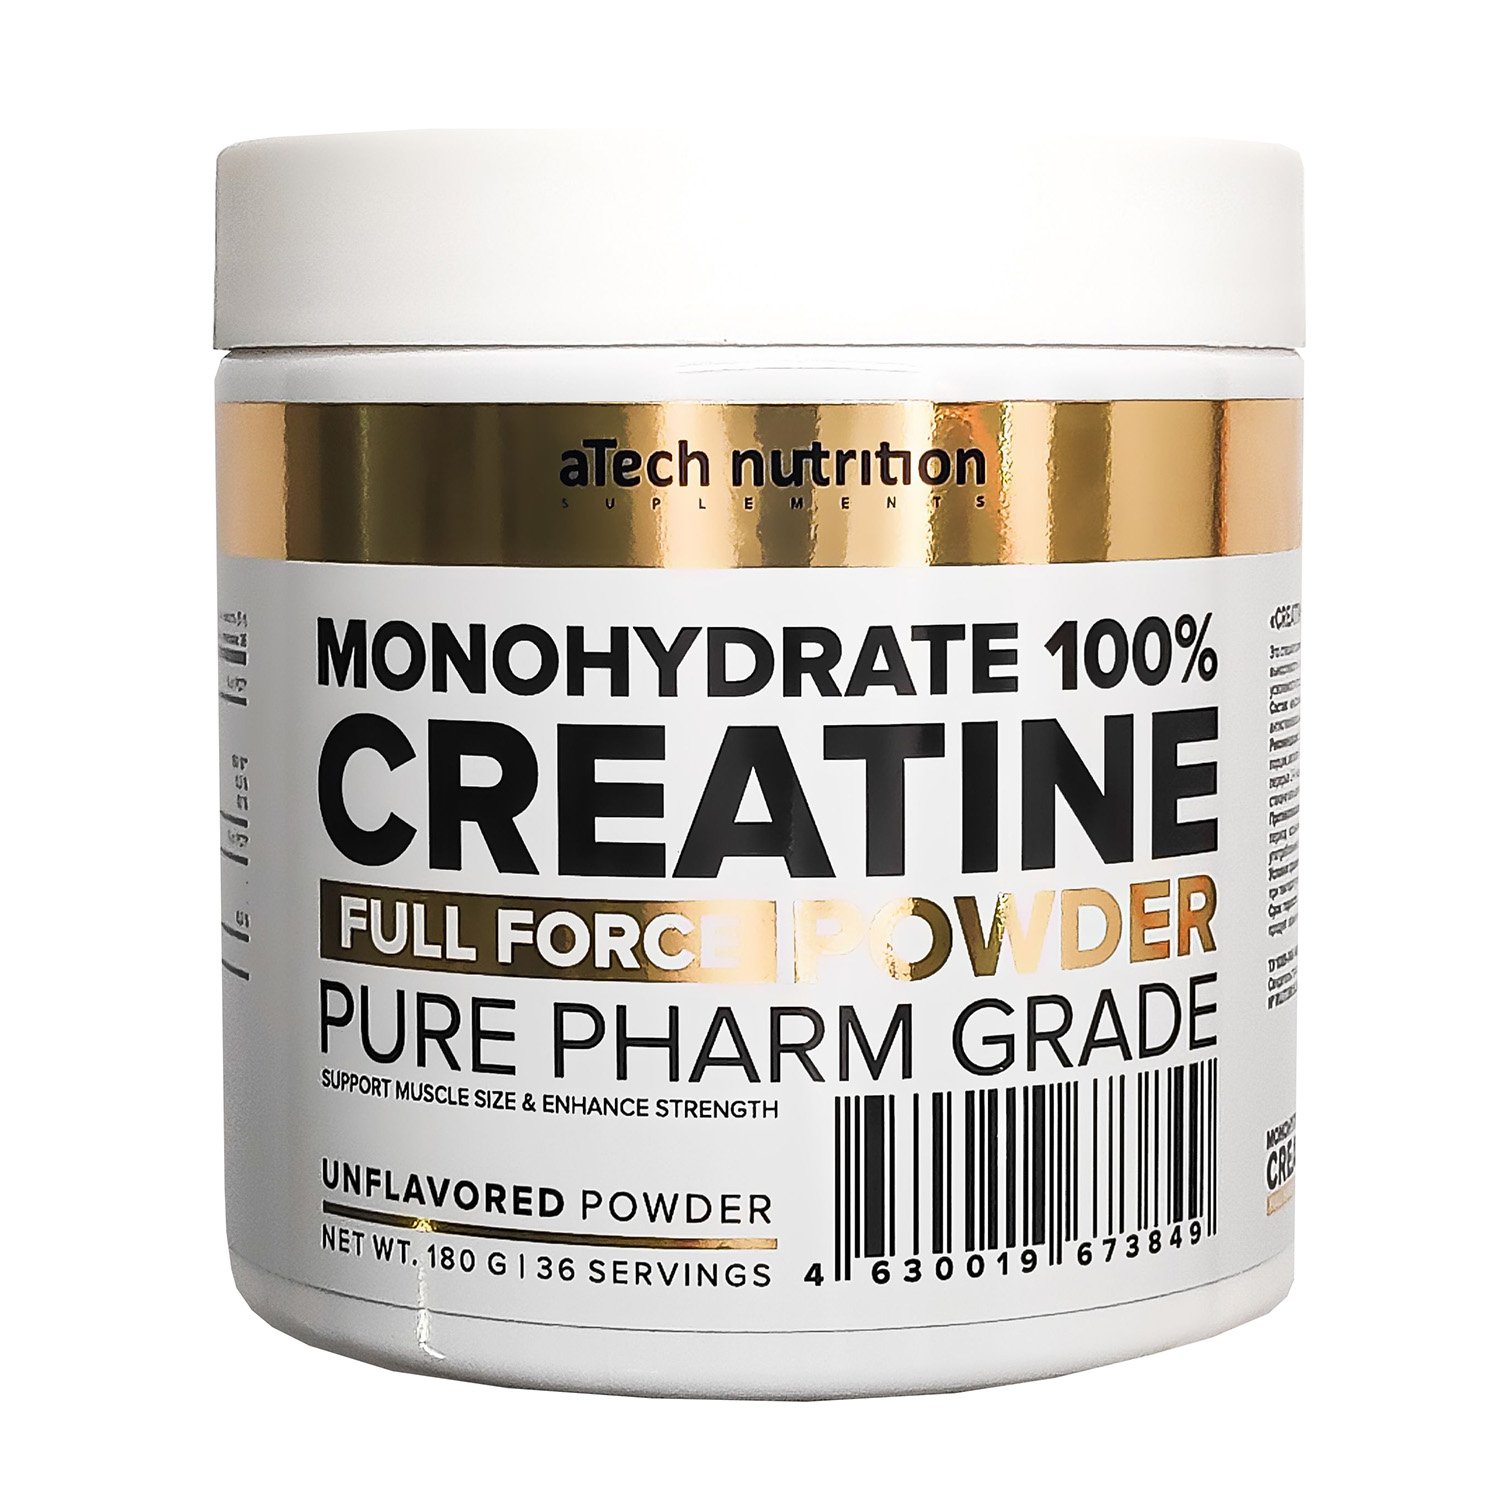 aTech nutrition
SUPLEMENTS
MONOHYDRATE 100%
CREATINE
FULL FORCE POWDER
PURE PHARM GRADE
SUPPORT MUSCLE SIZE & ENHANCE STRENGTH
UNFLAVORED POWDER
NET WT. 180 G | 36 SERVINGS
4 630019 673849